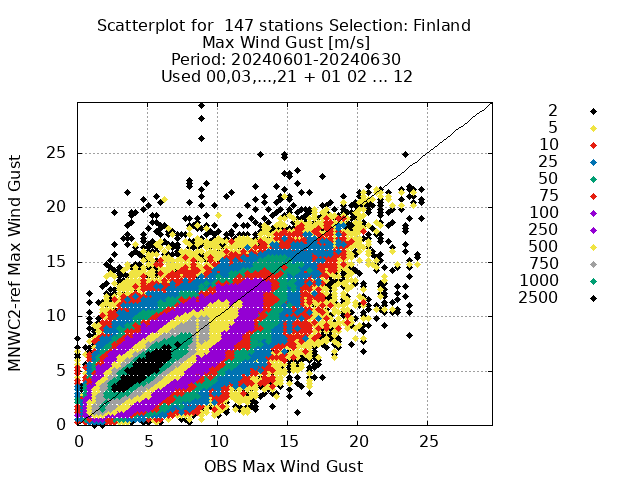 Scatterplot for  147 stations Selection: Finland
Max Wind Gust [m/s]
Period: 20240601-20240630
Used 00,03,...,21 + 01 02 ... 12
2
5
10
25
50
75
100
250
500
750
1000
2500
MNWC2-ref Max Wind Gust
25
20
15
10
5
0
0 5 10 15 20 25
OBS Max Wind Gust